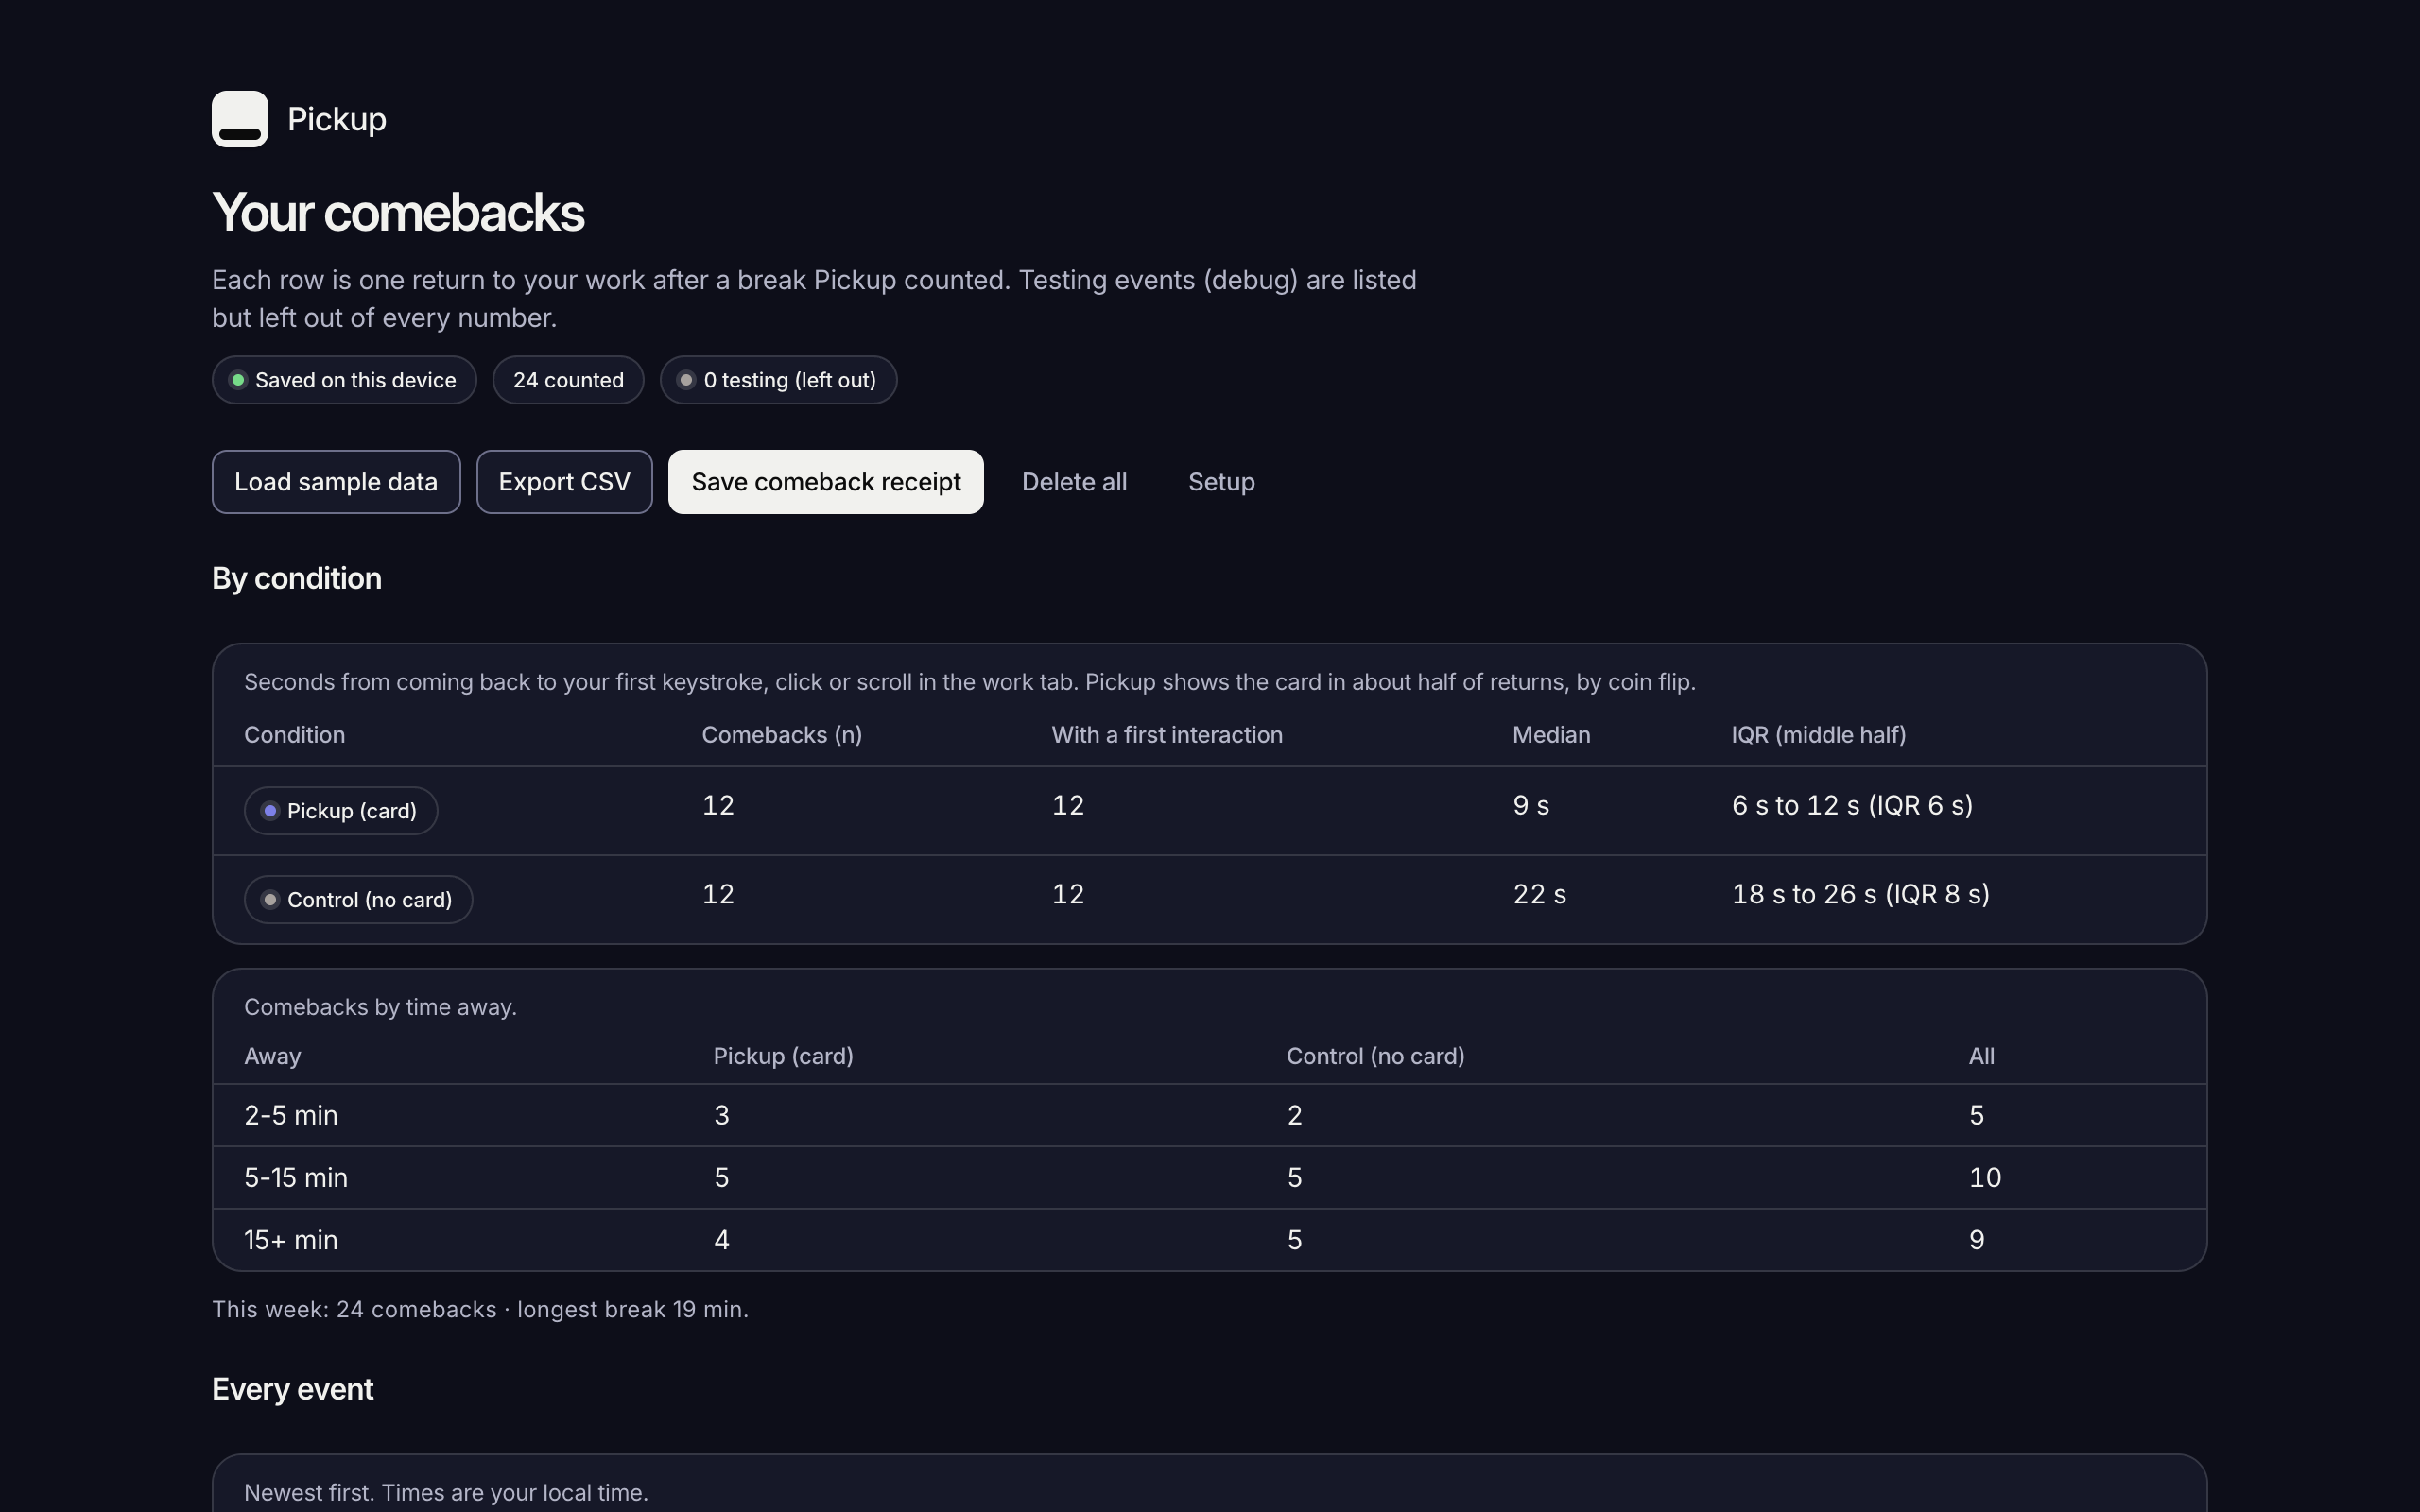 Pickup
Your comebacks
Each row is one return to your work after a break Pickup counted. Testing events (debug) are listed
but left out of every number.
Saved on this device 24 counted 0 testing (left out)
Load sample data Export CSV Save comeback receipt Delete all Setup
By condition
Seconds from coming back to your first keystroke, click or scroll in the work tab. Pickup shows the card in about half of returns, by coin flip.
Condition Comebacks (n) With a first interaction Median IQR (middle half)
Pickup (card) 12 12 9 s 6 s to 12 s (IQR 6 s)
Control (no card) 12 12 22 s 18 s to 26 s (IQR 8 s)
Comebacks by time away.
Away Pickup (card) Control (no card) All
2-5 min 3 2 5
5-15 min 5 5 10
15+ min 4 5 9
This week: 24 comebacks · longest break 19 min.
Every event
Newest first. Times are your local time.